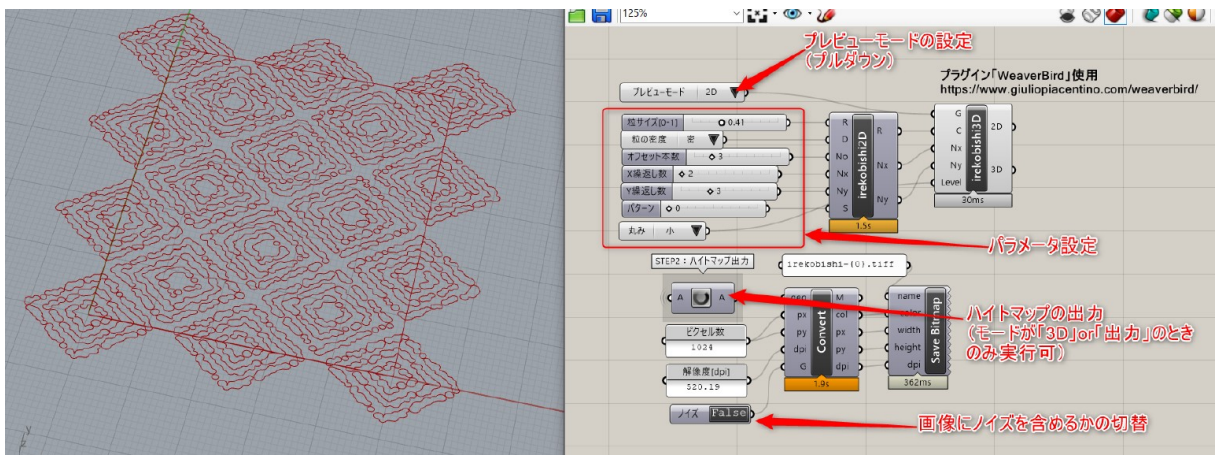 125%
プレビューモードの設定
(プルダウン)
プラグイン「WeaverBird」使用
https://www.giuliopiacentino.com/weaverbird/
プレビューモード 2D
粒サイズ[0-1] 0.41
粒の密度 密
オフセット本数 3
X繰返し数 2
Y繰返し数 3
パターン 0
丸み 小
R
D
No
Nx
Ny
S
irekobishi2D
R
Nx
Ny
1.5s
G
C
Nx
Ny
Level
irekobishi3D
2D
3D
30ms
パラメータ設定
STEP2：ハイトマップ出力
irekobishi-{0}.tiff
A A
ピクセル数
1024
解像度[dpi]
520.19
ノイズ False
px
py
dpi
G
Convert
M
col
px
py
dpi
1.9s
name
color
width
height
dpi
Save Bitmap
362ms
ハイトマップの出力
(モードが「3D」or「出力」のとき
のみ実行可)
画像にノイズを含めるかの切替
y